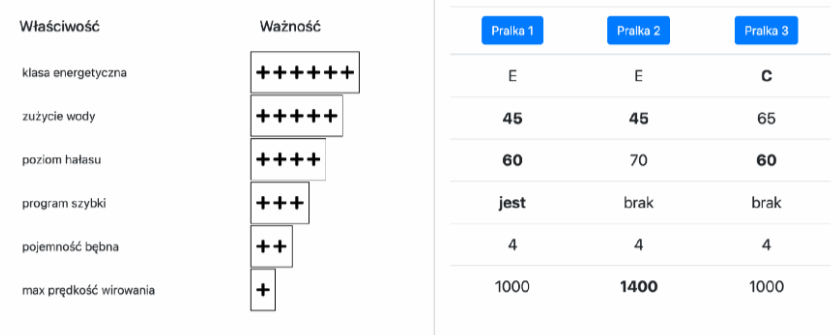 Właściwość Ważność Pralka 1 Pralka 2 Pralka 3
klasa energetyczna ++++++ E E C
zużycie wody +++++ 45 45 65
poziom hałasu ++++ 60 70 60
program szybki +++ jest brak brak
pojemność bębna ++ 4 4 4
max prędkość wirowania + 1000 1400 1000